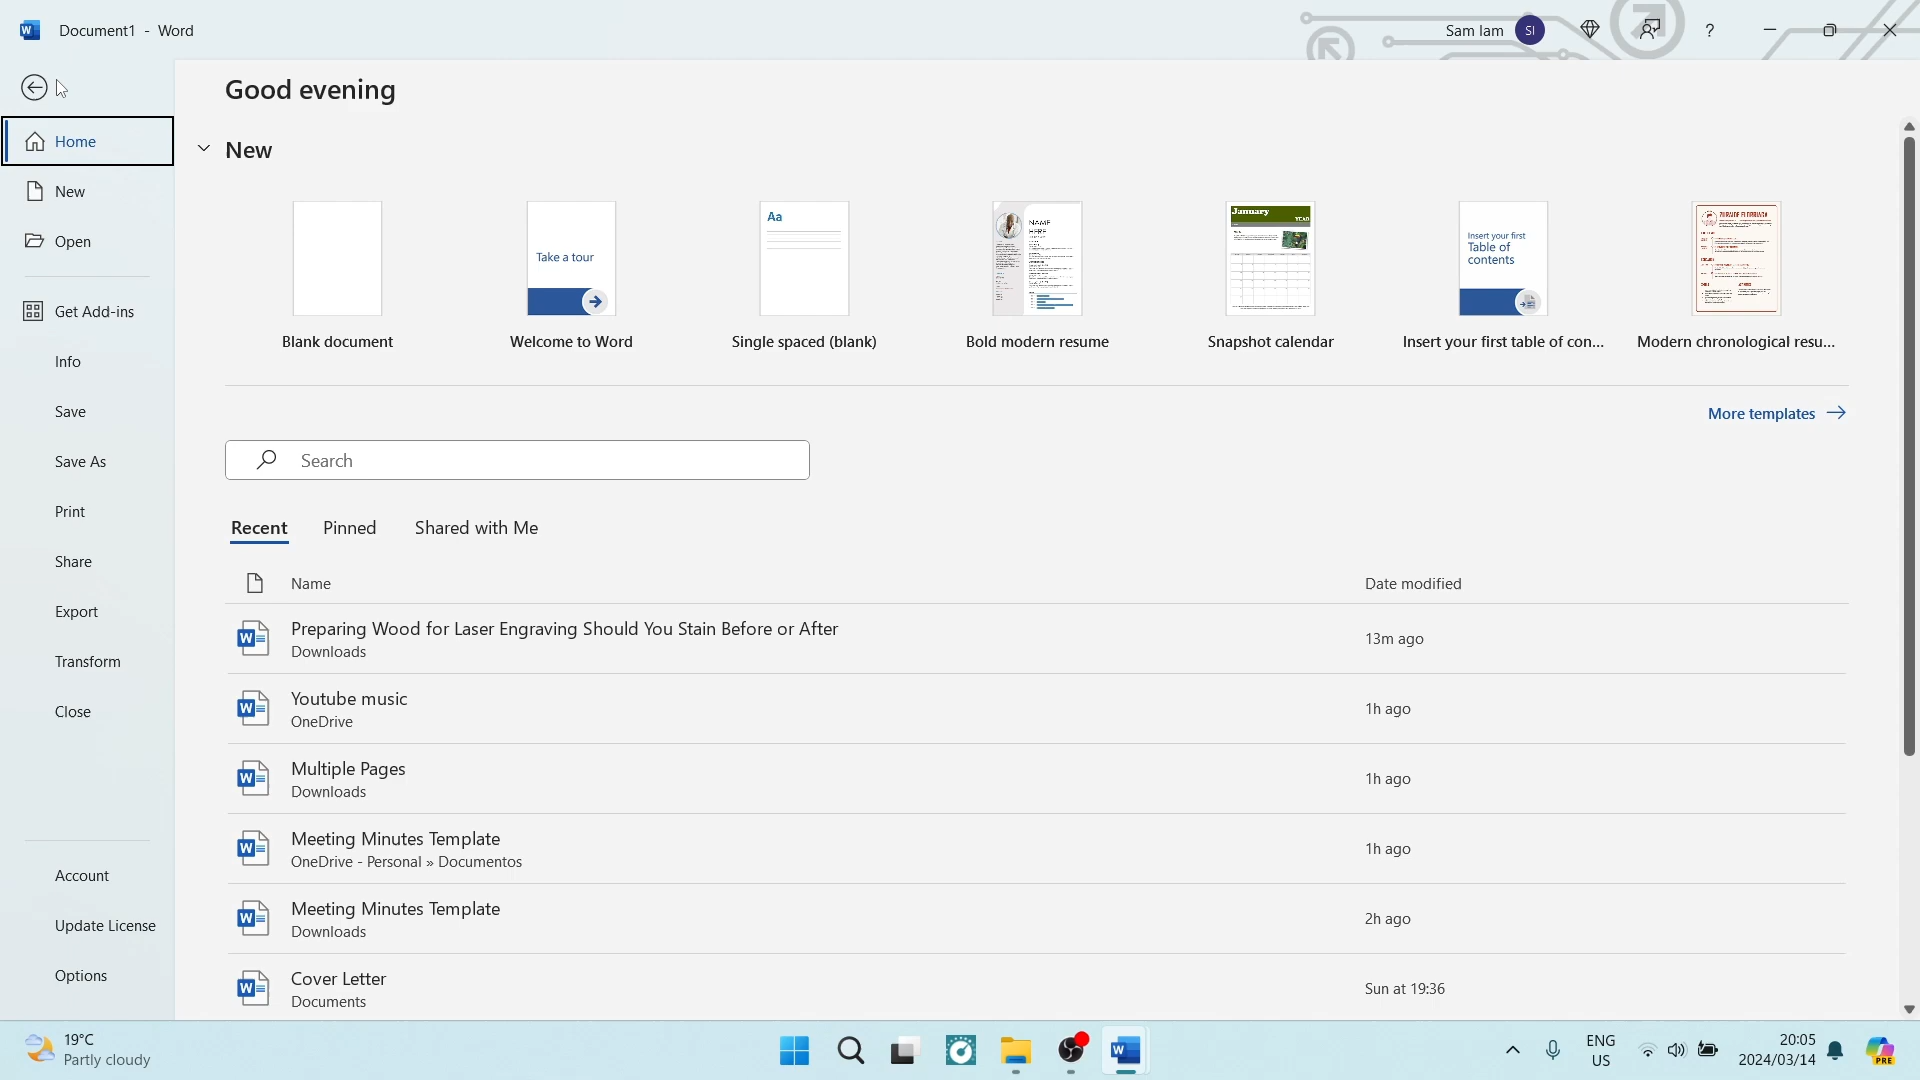 Document1 - Word
Sam Iam SI
Good evening
Home
New
Open
Get Add-ins
Info
Save
Save As
Print
Share
Export
Transform
Close
Account
Update License
Options
New
Take a tour
Aa
NAME
HERE
January
YEAR
Insert your first
Table of
contents
Blank document
Welcome to Word
Single spaced (blank)
Bold modern resume
Snapshot calendar
Insert your first table of con...
Modern chronological resu...
More templates
Search
Recent Pinned Shared with Me
Name Date modified
Preparing Wood for Laser Engraving Should You Stain Before or After
Downloads
13m ago
Youtube music
OneDrive
1h ago
Multiple Pages
Downloads
1h ago
Meeting Minutes Template
OneDrive - Personal » Documentos
1h ago
Meeting Minutes Template
Downloads
2h ago
Cover Letter
Documents
Sun at 19:36
19°C
Partly cloudy
ENG
US
20:05
2024/03/14
PRE